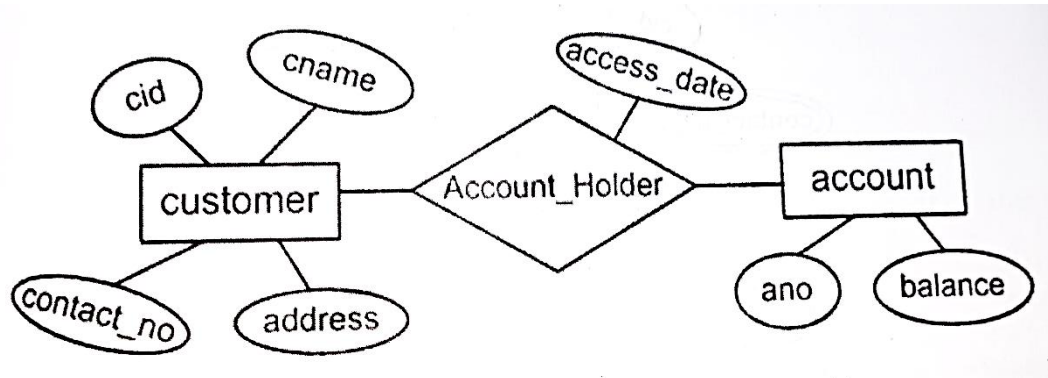 cid
cname
access_date
customer
Account_Holder
account
contact_no
address
ano
balance